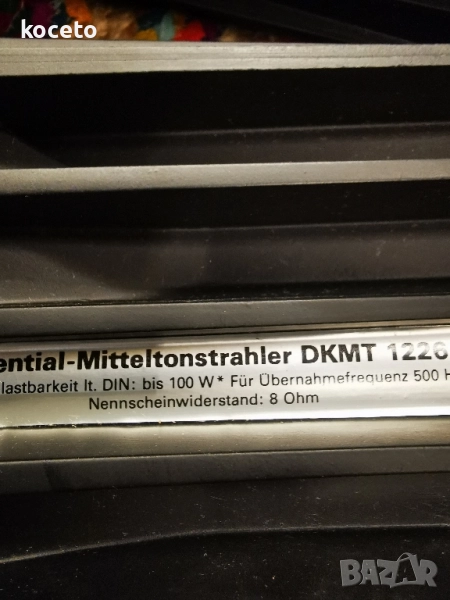 koceto
ential-Mitteltonstrahler DKMT 1226
lastbarkeit lt. DIN: bis 100 W* Für Übernahmefrequenz 500 H
Nennscheinwiderstand: 8 Ohm
BAZAR